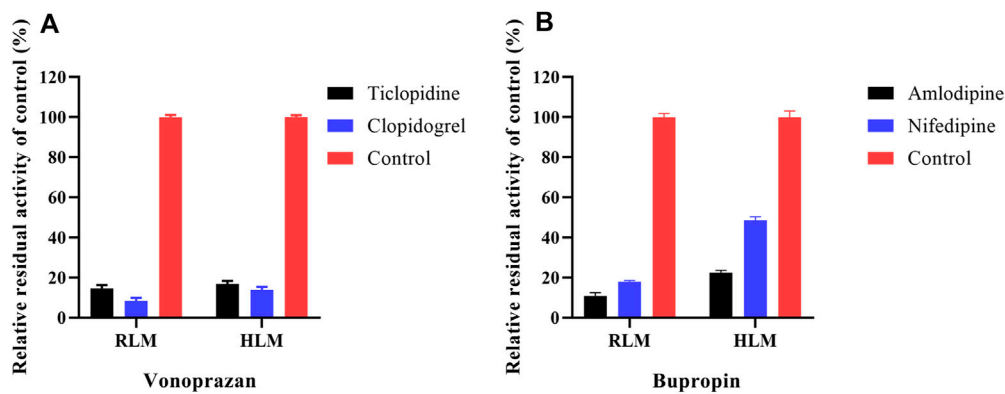 A
Relative residual activity of control (%)
120
100
80
60
40
20
0
RLM
HLM
Vonoprazan
Ticlopidine
Clopidogrel
Control
B
Relative residual activity of control (%)
120
100
80
60
40
20
0
RLM
HLM
Bupropin
Amlodipine
Nifedipine
Control